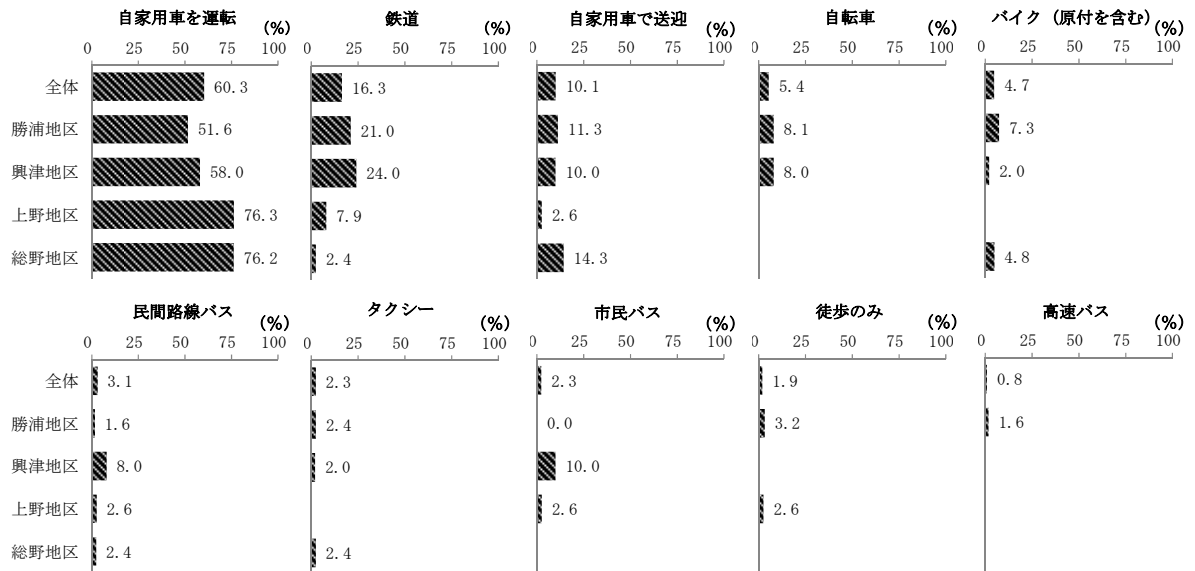 自家用車を運転 鉄道 自家用車で送迎 自転車 バイク（原付を含む）
(%) (%) (%) (%) (%)
0 25 50 75 100 0 25 50 75 100 0 25 50 75 100 0 25 50 75 100 0 25 50 75 100
全体 60.3 16.3 10.1 5.4 4.7
勝浦地区 51.6 21.0 11.3 8.1 7.3
興津地区 58.0 24.0 10.0 8.0 2.0
上野地区 76.3 7.9 2.6
総野地区 76.2 2.4 14.3 4.8
民間路線バス タクシー 市民バス 徒歩のみ 高速バス
(%) (%) (%) (%) (%)
0 25 50 75 100 0 25 50 75 100 0 25 50 75 100 0 25 50 75 100 0 25 50 75 100
全体 3.1 2.3 2.3 1.9 0.8
勝浦地区 1.6 2.4 0.0 3.2 1.6
興津地区 8.0 2.0 10.0
上野地区 2.6 2.6 2.6
総野地区 2.4 2.4